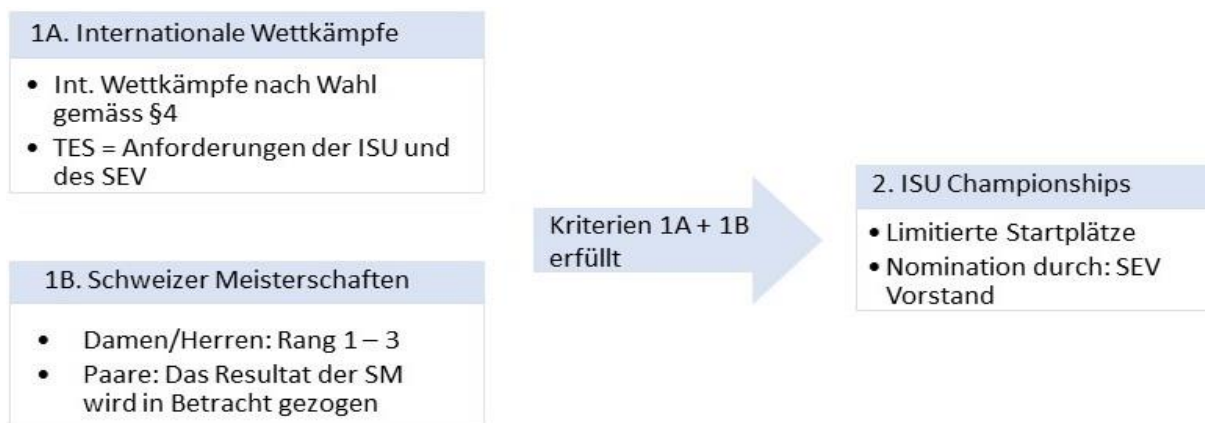 1A. Internationale Wettkämpfe
• Int. Wettkämpfe nach Wahl
gemäss §4
• TES = Anforderungen der ISU und
des SEV
1B. Schweizer Meisterschaften
• Damen/Herren: Rang 1 – 3
• Paare: Das Resultat der SM
wird in Betracht gezogen
Kriterien 1A + 1B
erfüllt
2. ISU Championships
• Limitierte Startplätze
• Nomination durch: SEV
Vorstand